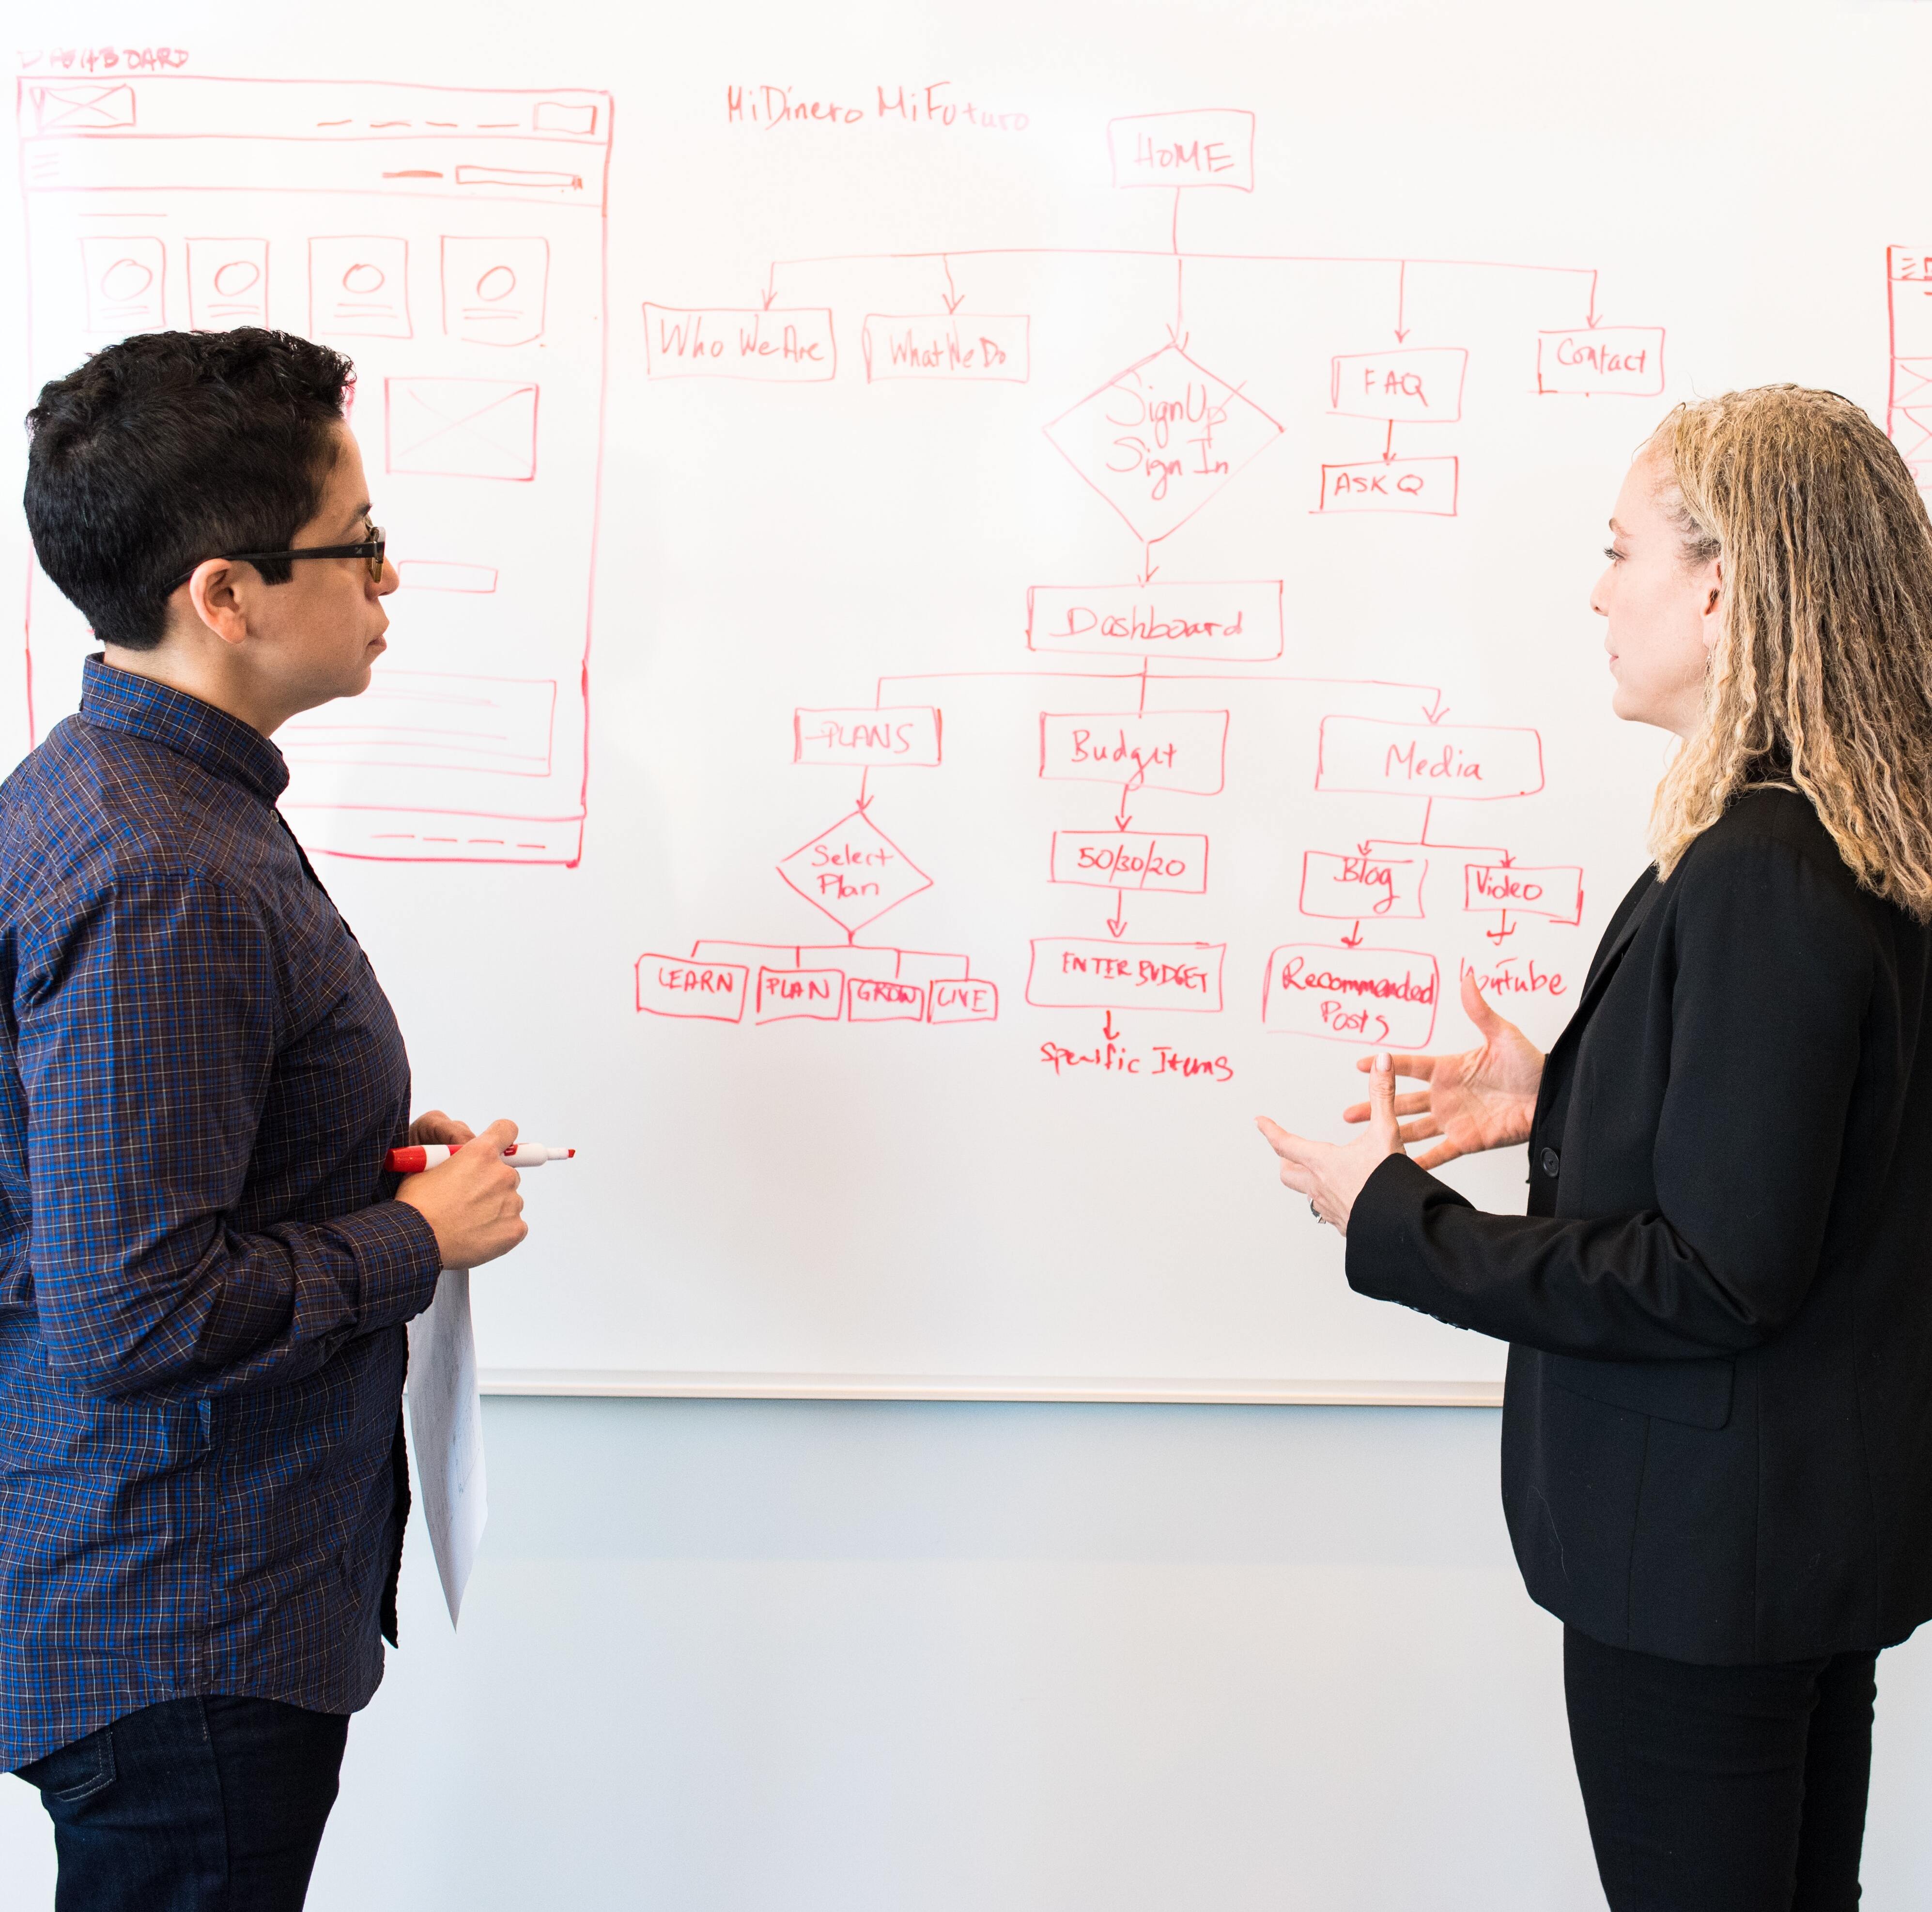 DASHBOARD
MiDinero MiFuturo
HOME
Who We Are
What We Do
Sign Up
Sign In
FAQ
Contact
ASK Q
Dashboard
PLANS
Budget
Media
Select
Plan
50/30/20
Blog
Video
LEARN
PLAN
GROW
LIVE
ENTER BUDGET
Recommended
Posts
Youtube
Specific Items